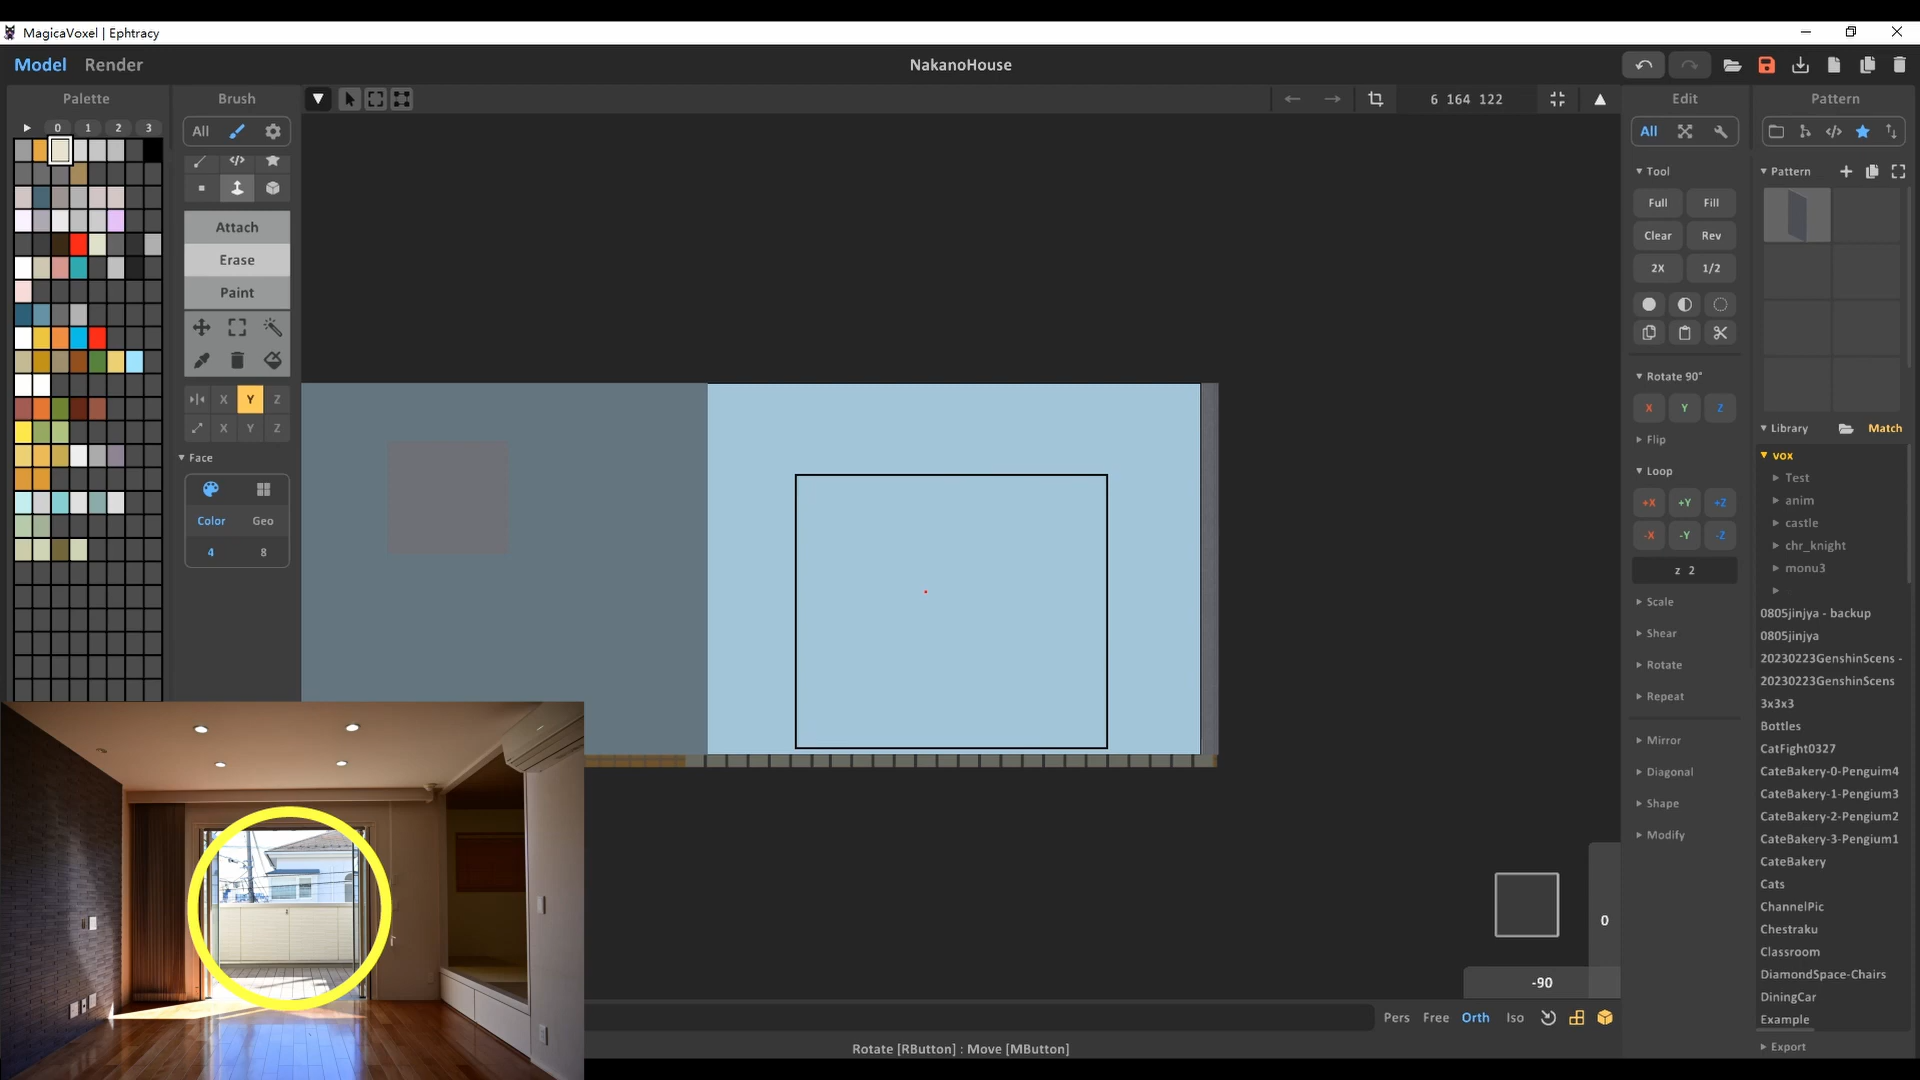 MagicaVoxel | Ephtracy
Model Render
NakanoHouse
Palette
0 1 2 3
Brush
All
Attach
Erase
Paint
X Y Z
X Y Z
Face
Color Geo
4 8
6 164 122
0
-90
Pers Free Orth Iso
Rotate [RButton] : Move [MButton]
Edit
All
Tool
Full Fill
Clear Rev
2X 1/2
Rotate 90°
X Y Z
Flip
Loop
+X +Y +Z
-X -Y -Z
z 2
Scale
Shear
Rotate
Repeat
Mirror
Diagonal
Shape
Modify
Pattern
Pattern
Library Match
vox
Test
anim
castle
chr_knight
monu3
0805jinjya - backup
0805jinjya
20230223GenshinScens -
20230223GenshinScens
3x3x3
Bottles
CatFight0327
CateBakery-0-Penguim4
CateBakery-1-Pengium3
CateBakery-2-Pengium2
CateBakery-3-Pengium1
CateBakery
Cats
ChannelPic
Chestraku
Classroom
DiamondSpace-Chairs
DiningCar
Example
Export